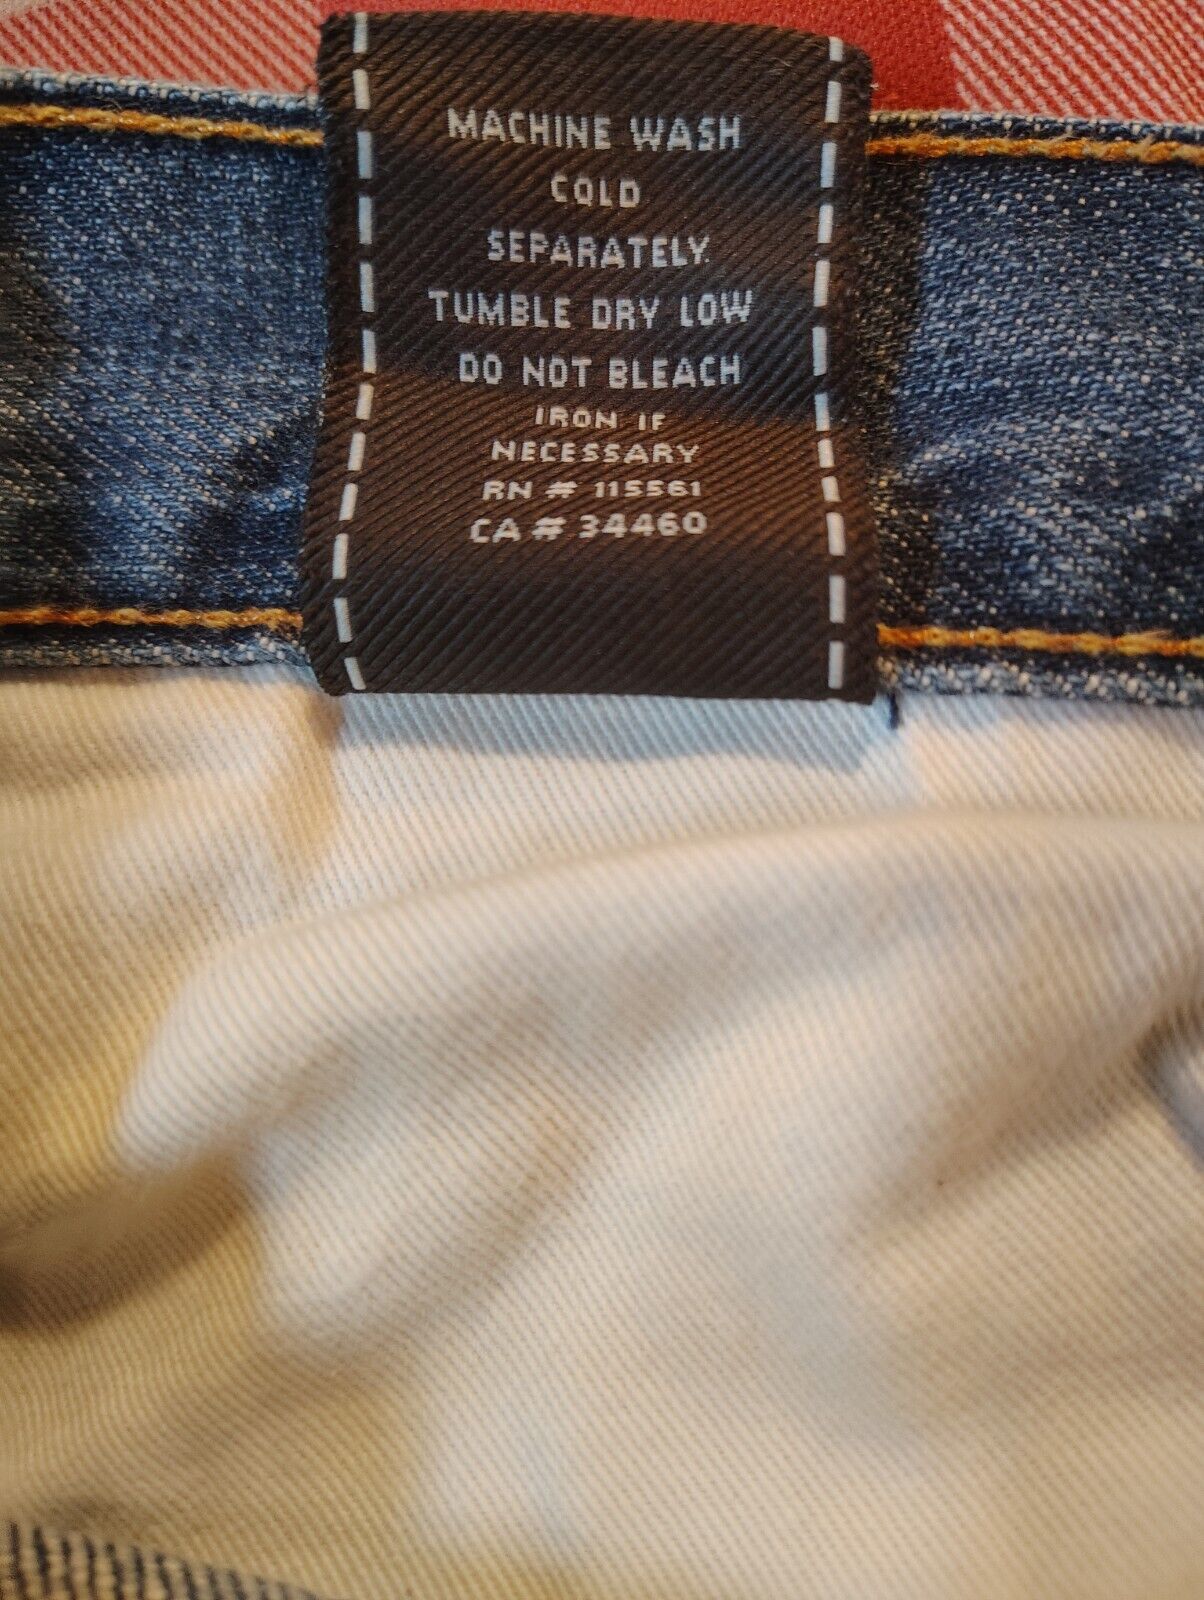 MACHINE WASH
COLD
SEPARATELY.
TUMBLE DRY LOW
DO NOT BLEACH
IRON IF
NECESSARY
RN # 115561
CA # 34460